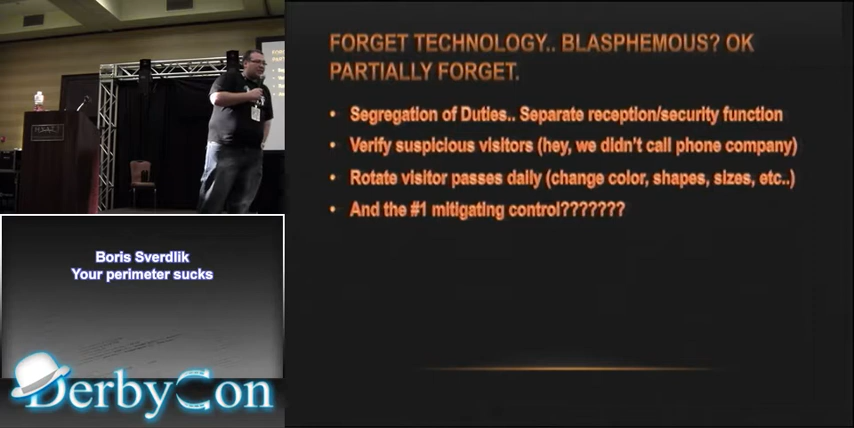 FORGET TECHNOLOGY.. BLASPHEMOUS? OK
PARTIALLY FORGET.
• Segregation of Duties.. Separate reception/security function
• Verify suspicious visitors (hey, we didn't call phone company)
• Rotate visitor passes daily (change color, shapes, sizes, etc..)
• And the #1 mitigating control???????
HYATT
Boris Sverdlik
Your perimeter sucks
DerbyCon